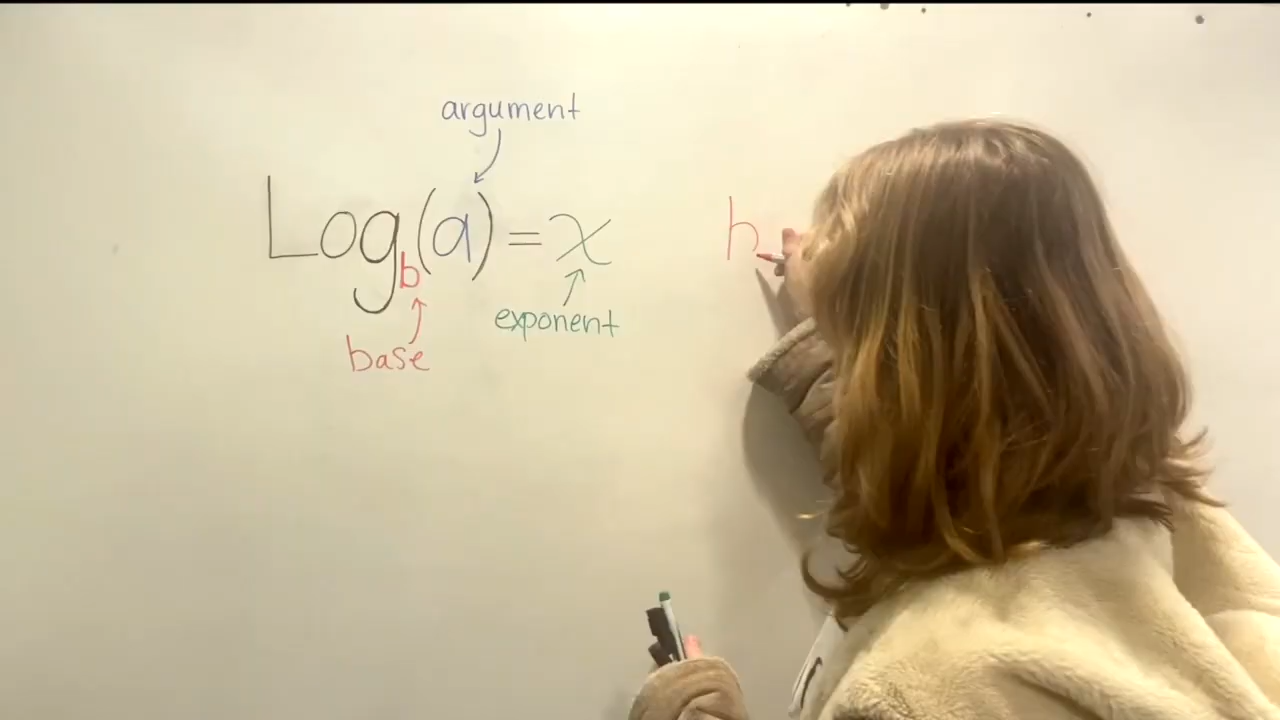 argument
Log_b(a) = x
exponent
base
h